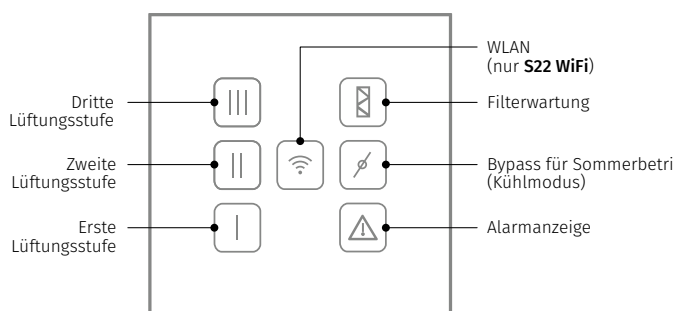 WLAN
(nur S22 WiFi)
Dritte
Lüftungsstufe
Filterwartung
Zweite
Lüftungsstufe
Bypass für Sommerbetri
(Kühlmodus)
Erste
Lüftungsstufe
Alarmanzeige